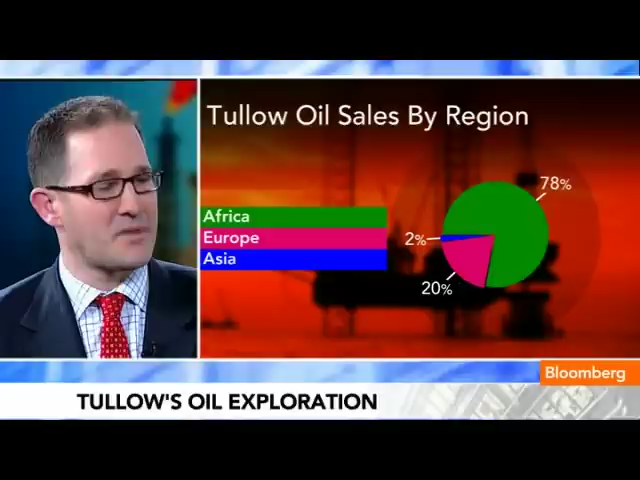 Tullow Oil Sales By Region
Africa
Europe
Asia
78%
2%
20%
Bloomberg
TULLOW'S OIL EXPLORATION